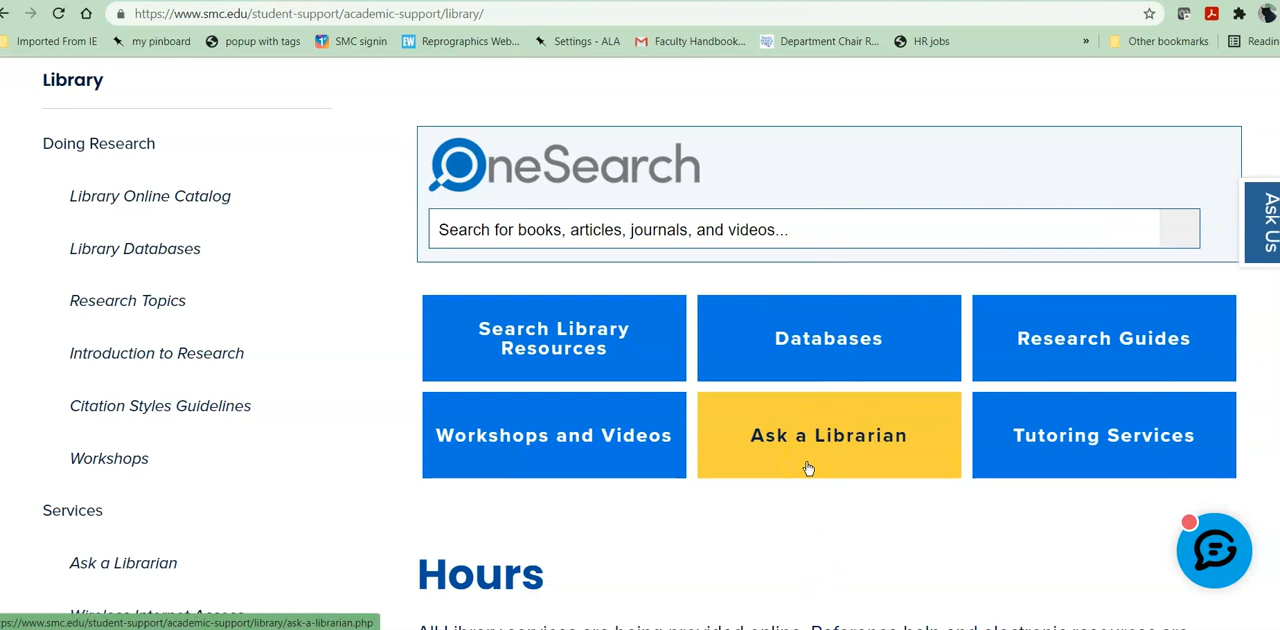 https://www.smc.edu/student-support/academic-support/library/
Imported From IE my pinboard popup with tags SMC signin Reprographics Web... Settings - ALA Faculty Handbook... Department Chair R... HR jobs » Other bookmarks Readin
Library
Doing Research
Library Online Catalog
Library Databases
Research Topics
Introduction to Research
Citation Styles Guidelines
Workshops
Services
Ask a Librarian
Wireless Internet Access
OneSearch
Search for books, articles, journals, and videos...
Search Library
Resources
Databases
Research Guides
Workshops and Videos
Ask a Librarian
Tutoring Services
Ask Us
Hours
All Library services are being provided online. Reference help and electronic resources are
ps://www.smc.edu/student-support/academic-support/library/ask-a-librarian.php